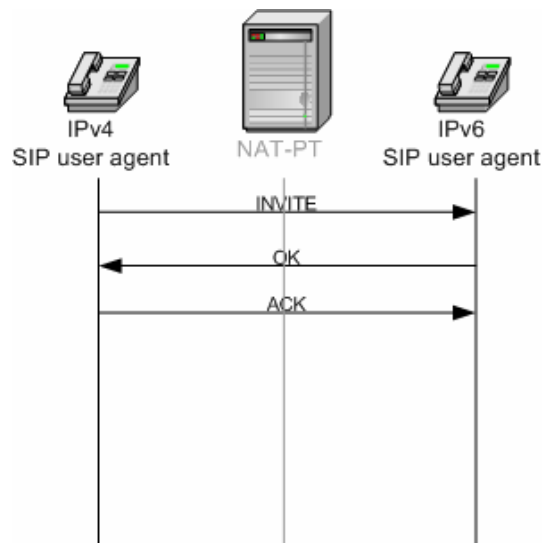 IPv4
SIP user agent
NAT-PT
IPv6
SIP user agent
INVITE
OK
ACK